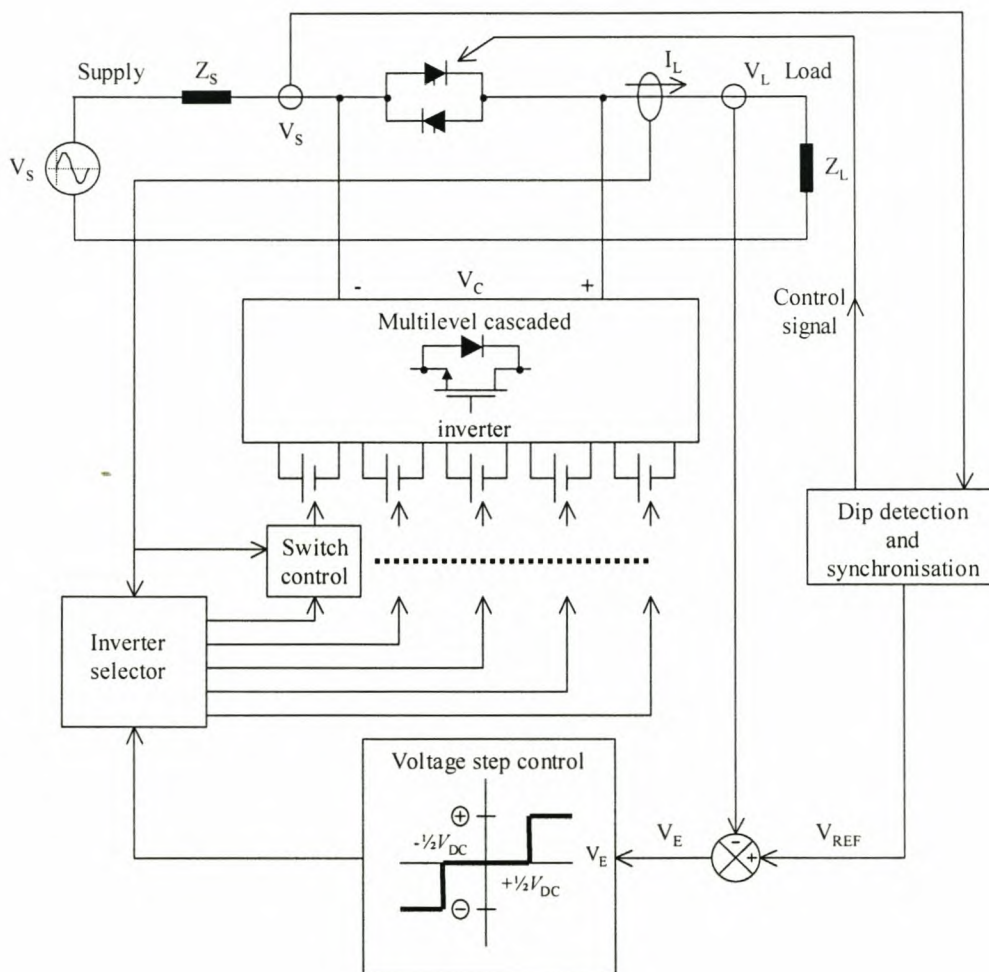 Supply
Z_S
I_L
V_L Load
V_S
V_S
Z_L
- V_C +
Multilevel cascaded
inverter
Control
signal
Dip detection
and
synchronisation
Switch
control
Inverter
selector
Voltage step control
+
-½V_DC
+½V_DC
−
V_E
V_E
-
+
V_REF